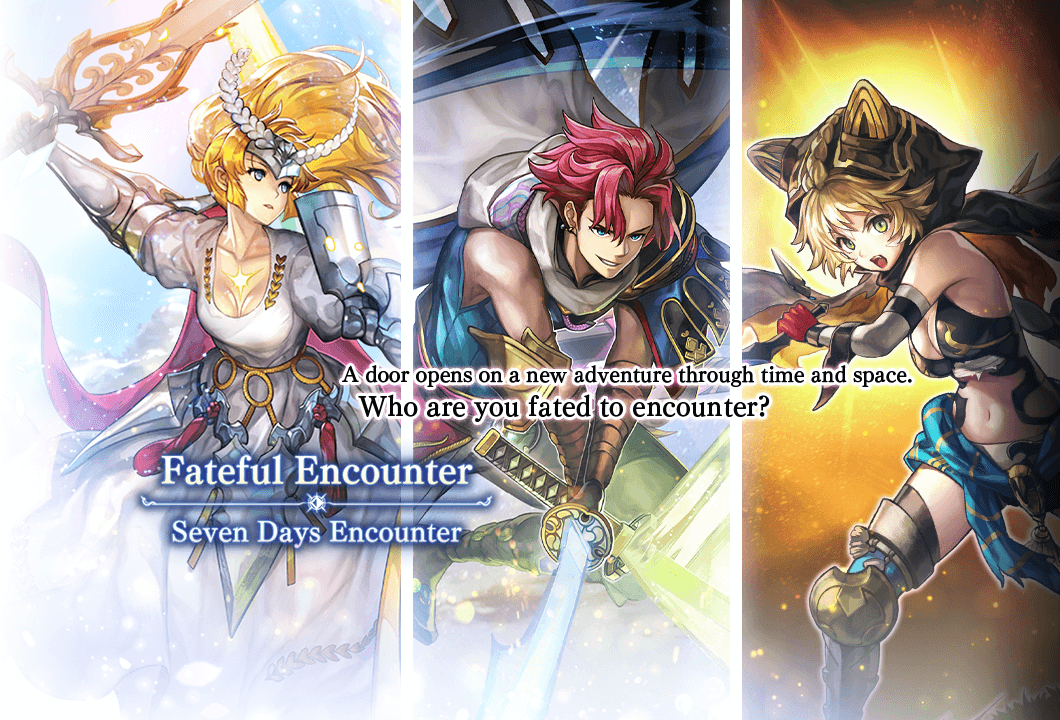 A door opens on a new adventure through time and space.
Who are you fated to encounter?
Fateful Encounter
Seven Days Encounter